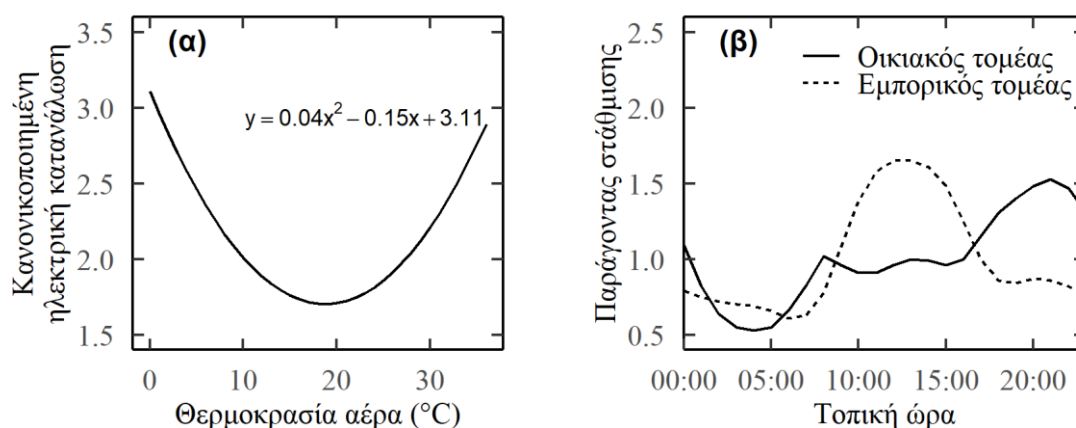 (α)
y = 0.04x² − 0.15x + 3.11
3.5
3.0
2.5
2.0
1.5
Κανονικοποιημένη
ηλεκτρική κατανάλωση
0
10
20
30
Θερμοκρασία αέρα (°C)
(β)
Οικιακός τομέας
Εμπορικός τομέας
2.5
2.0
1.5
1.0
0.5
Παράγοντας στάθμισης
00:00
05:00
10:00
15:00
20:00
Τοπική ώρα